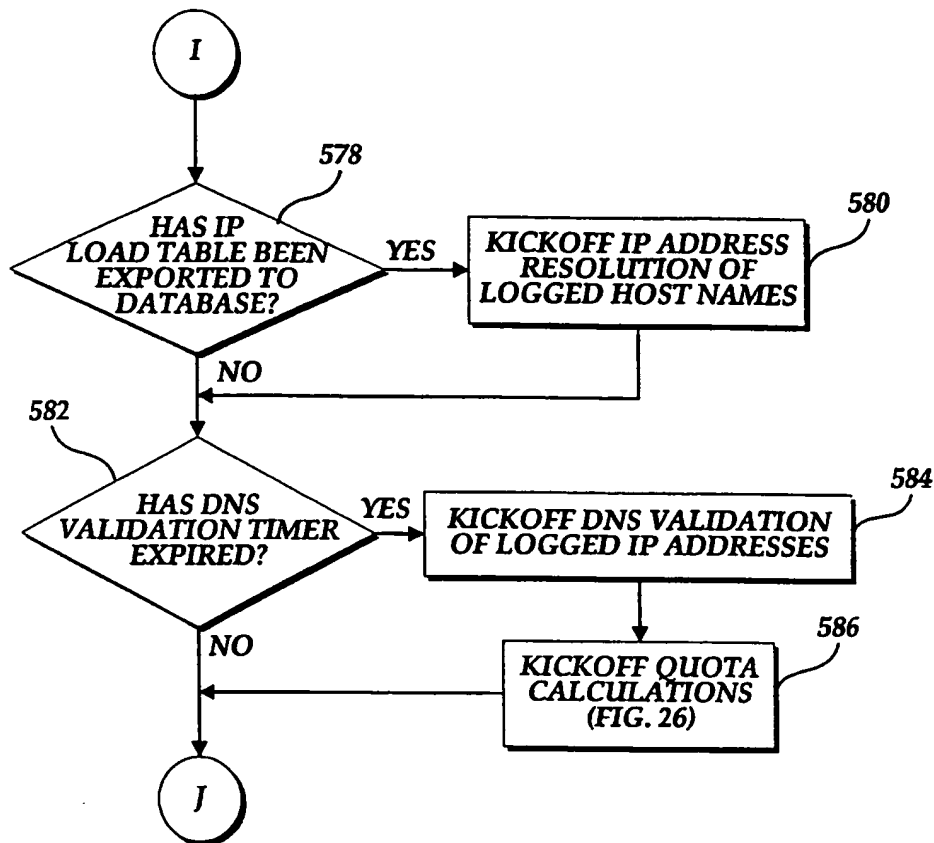 I
578
HAS IP
LOAD TABLE BEEN
EXPORTED TO
DATABASE?
YES
580
KICKOFF IP ADDRESS
RESOLUTION OF
LOGGED HOST NAMES
NO
582
HAS DNS
VALIDATION TIMER
EXPIRED?
YES
584
KICKOFF DNS VALIDATION
OF LOGGED IP ADDRESSES
NO
586
KICKOFF QUOTA
CALCULATIONS
(FIG. 26)
J